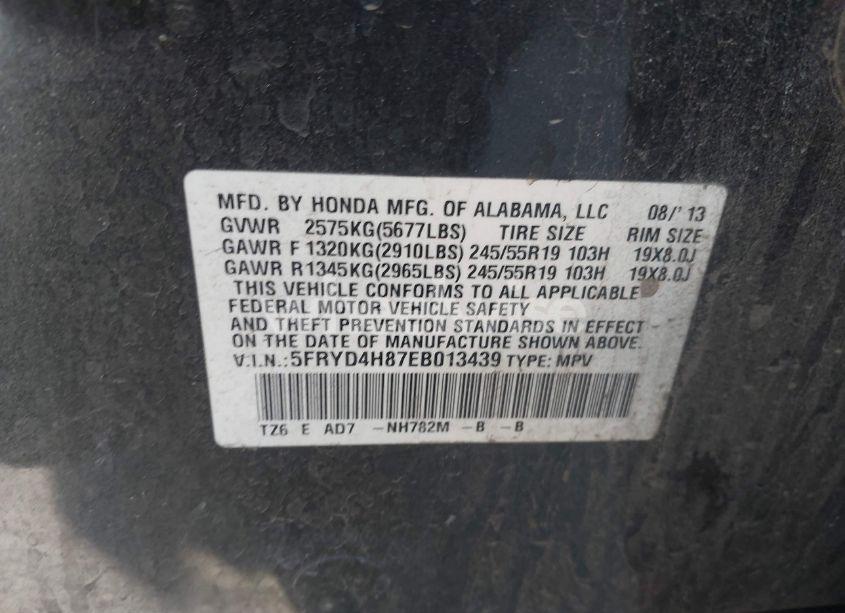 MFD. BY HONDA MFG. OF ALABAMA, LLC 08/'13
GVWR 2575KG(5677LBS) TIRE SIZE RIM SIZE
GAWR F 1320KG(2910LBS) 245/55R19 103H 19X8.0J
GAWR R 1345KG(2965LBS) 245/55R19 103H 19X8.0J
THIS VEHICLE CONFORMS TO ALL APPLICABLE
FEDERAL MOTOR VEHICLE SAFETY
AND THEFT PREVENTION STANDARDS IN EFFECT
ON THE DATE OF MANUFACTURE SHOWN ABOVE.
V.I.N.:5FRYD4H87EB013439 TYPE: MPV
TZ6 E AD7 -NH782M -B -B